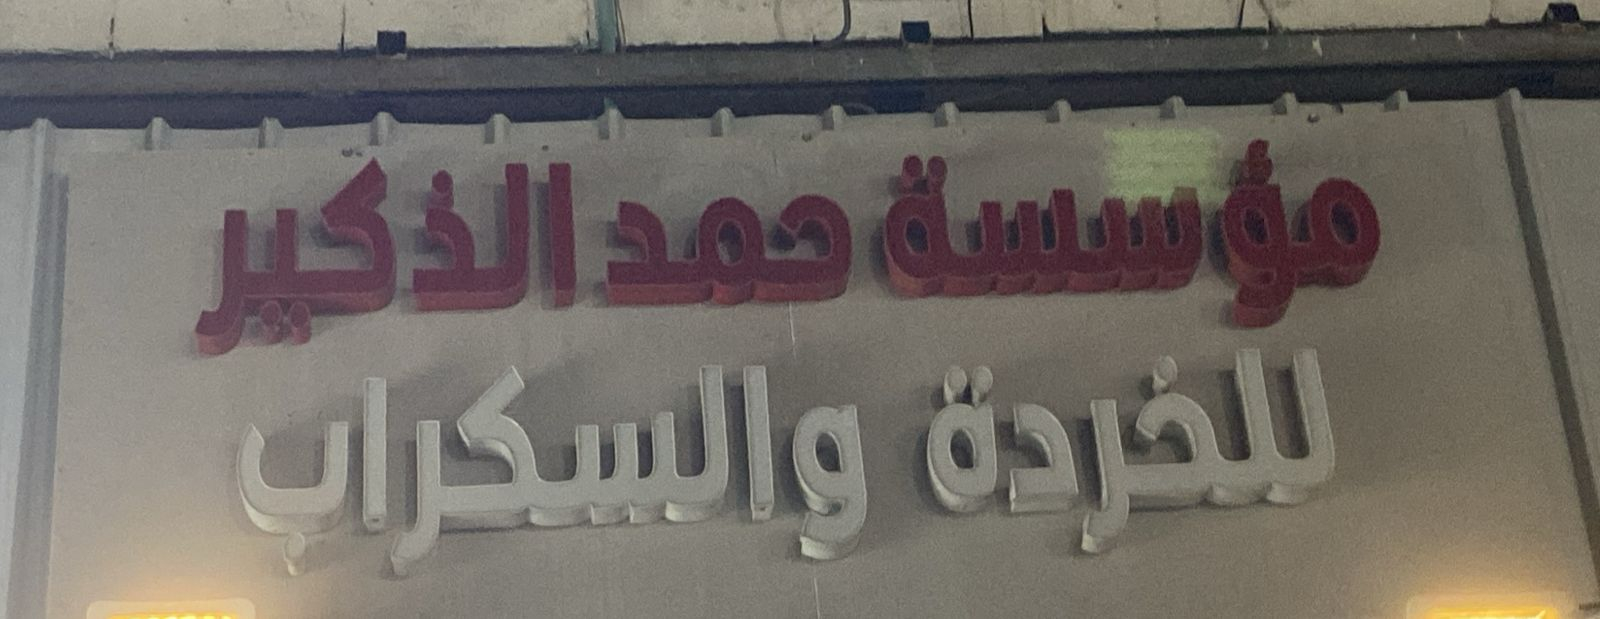 مؤسسة حمد الذكير
للخردة والسكراب